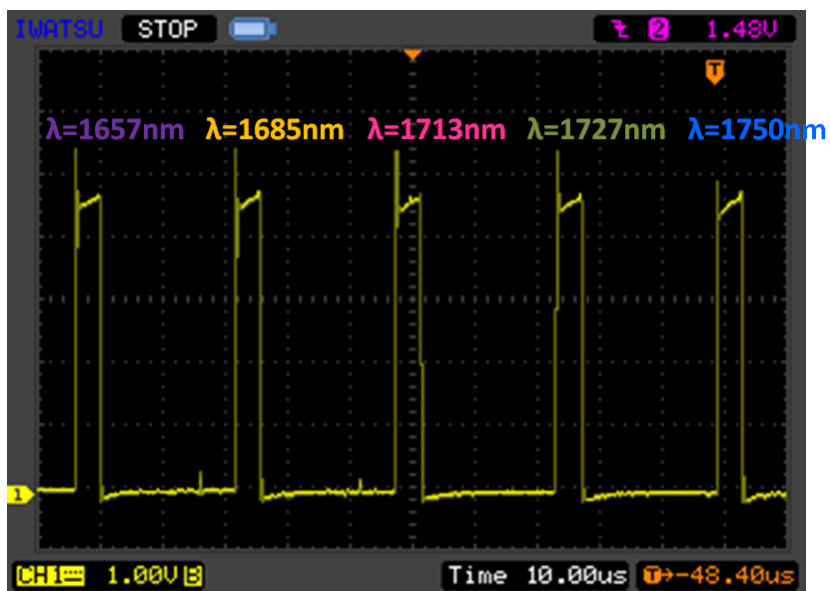 IWATSU STOP 2 1.48V
T
λ=1657nm λ=1685nm λ=1713nm λ=1727nm λ=1750nm
1
CH1 1.00V B Time 10.00us T→-48.40us